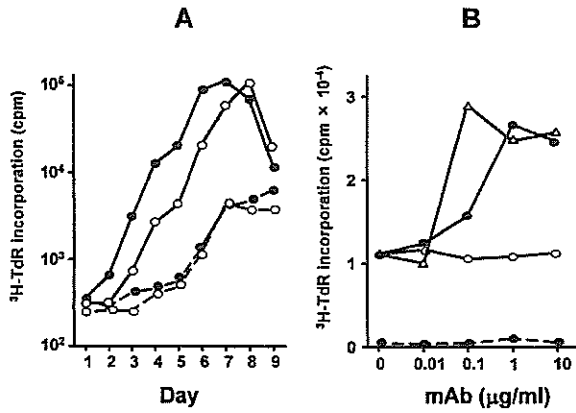 A
³H-TdR incorporation (cpm)
10⁵
10⁴
10³
10²
1 2 3 4 5 6 7 8 9
Day
B
³H-TdR incorporation (cpm × 10⁻⁴)
3
2
1
0
0 0.01 0.1 1 10
mAb (μg/ml)